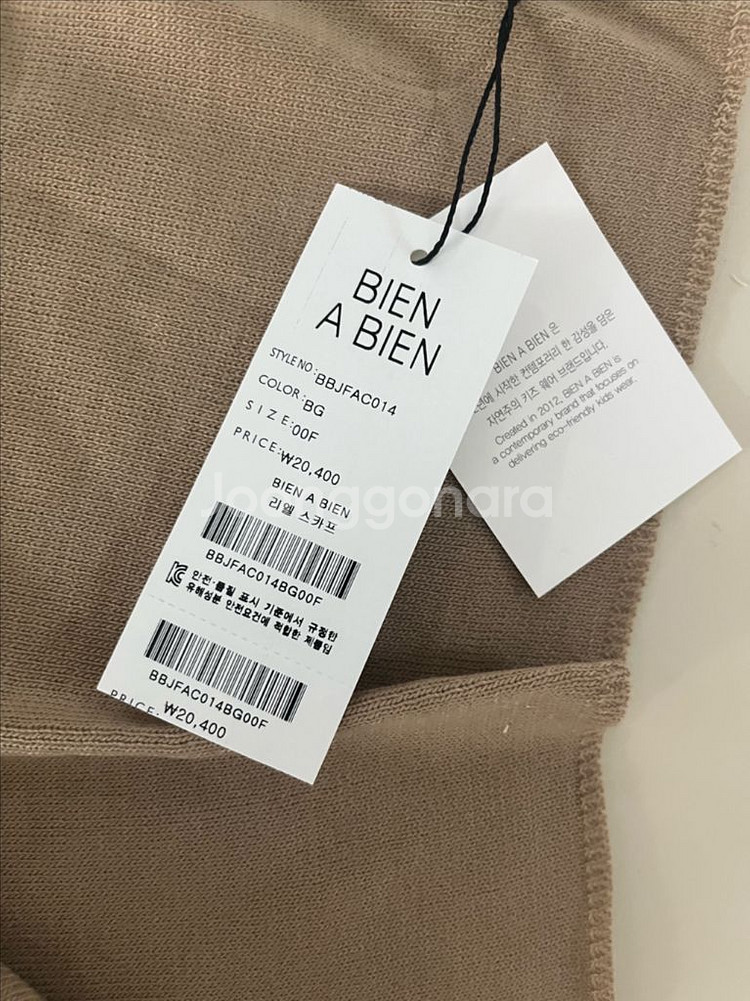 BIEN
A BIEN
STYLE NO:BBJFAC014
COLOR:BG
SIZE:00F
PRICE:₩20,400
BIEN A BIEN
리엘 스카프
BBJFAC014BG00F
KC 안전·품질 표시 기준에서 규정한
유해성분 안전요건에 적합한 제품임
BBJFAC014BG00F
PRICE:
₩20,400
BIEN A BIEN 은
년에 시작한 컨템포러리 한 감성을 담은
자연주의 키즈 웨어 브랜드입니다.
Created in 2012, BIEN A BIEN is
a contemporary brand that focuses on
delivering eco-friendly kids wear.
Joonggonara